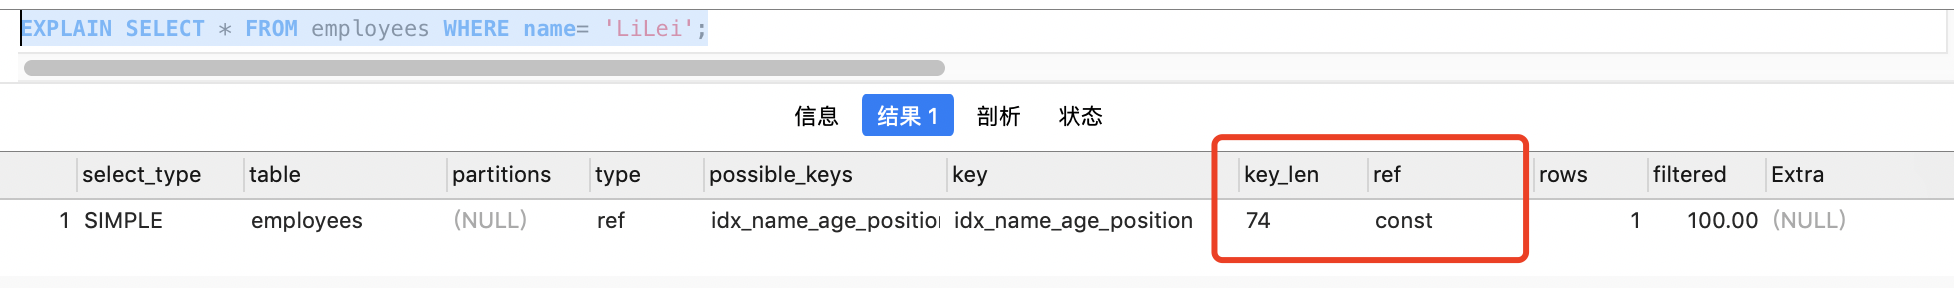 EXPLAIN SELECT * FROM employees WHERE name= 'LiLei';
信息 结果 1 剖析 状态
select_type table partitions type possible_keys key key_len ref rows filtered Extra
1 SIMPLE employees (NULL) ref idx_name_age_position idx_name_age_position 74 const 1 100.00 (NULL)